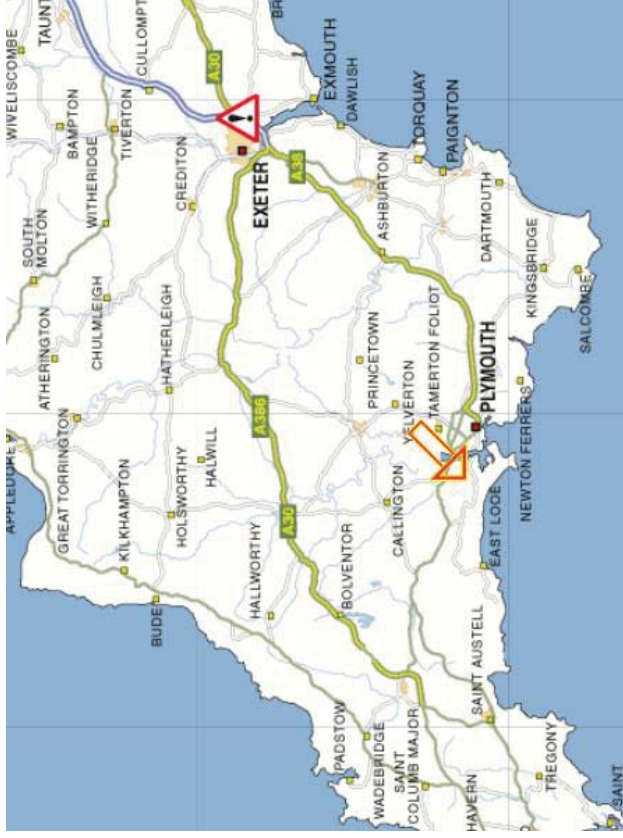 WIVELISCOMBE
TAUNT
BAMPTON
CULLOMPT
BR
SOUTH
MOLTON
WITHERIDGE
TIVERTON
A30
EXMOUTH
DAWLISH
ATHERINGTON
CHULMLEIGH
CREDITON
EXETER
A38
TORQUAY
PAIGNTON
APPLEDORE
GREAT TORRINGTON
HATHERLEIGH
ASHBURTON
DARTMOUTH
KILKHAMPTON
HOLSWORTHY
HALWILL
A386
PRINCETOWN
KINGSBRIDGE
SALCOMBE
BUDE
HALLWORTHY
A30
YELVERTON
TAMERTON FOLIOT
PLYMOUTH
NEWTON FERRERS
BOLVENTOR
CALLINGTON
EAST LOOE
PADSTOW
WADEBRIDGE
SAINT
COLUMB MAJOR
SAINT AUSTELL
HAVERN
TREGONY
SAINT